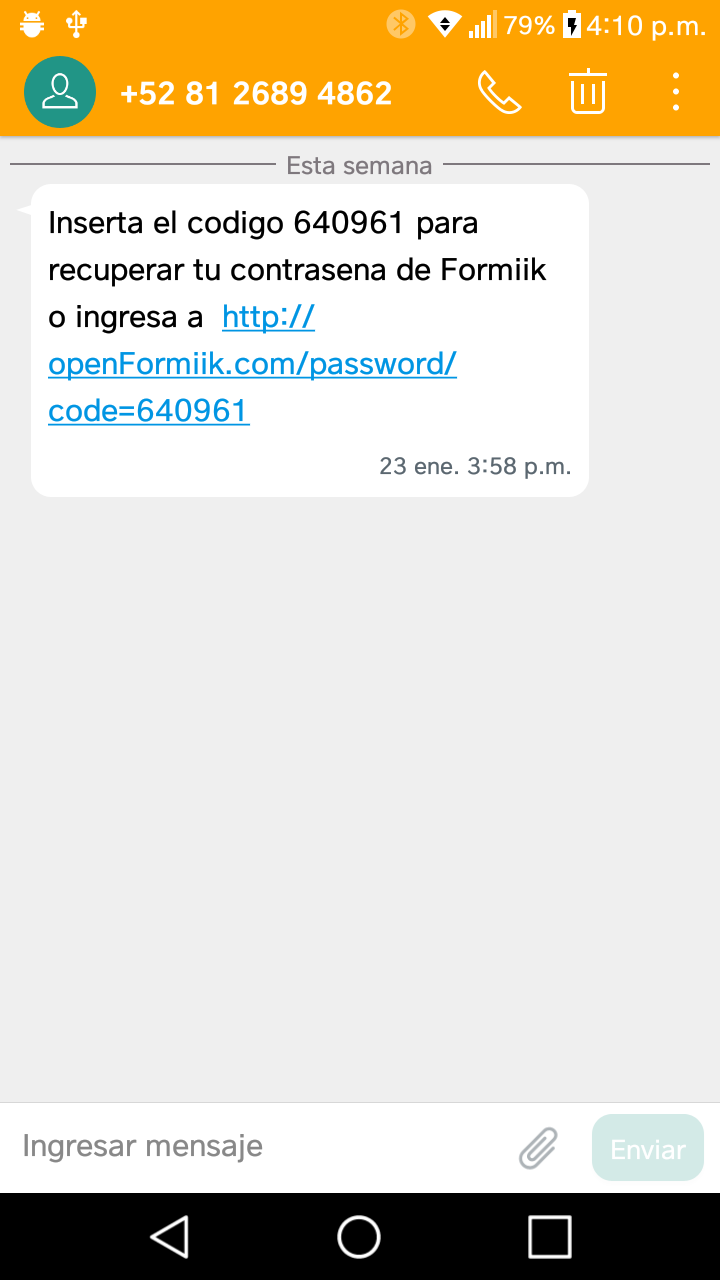 79% 4:10 p.m.
+52 81 2689 4862
Esta semana
Inserta el codigo 640961 para
recuperar tu contrasena de Formiik
o ingresa a http://
openFormiik.com/password/
code=640961
23 ene. 3:58 p.m.
Ingresar mensaje
Enviar